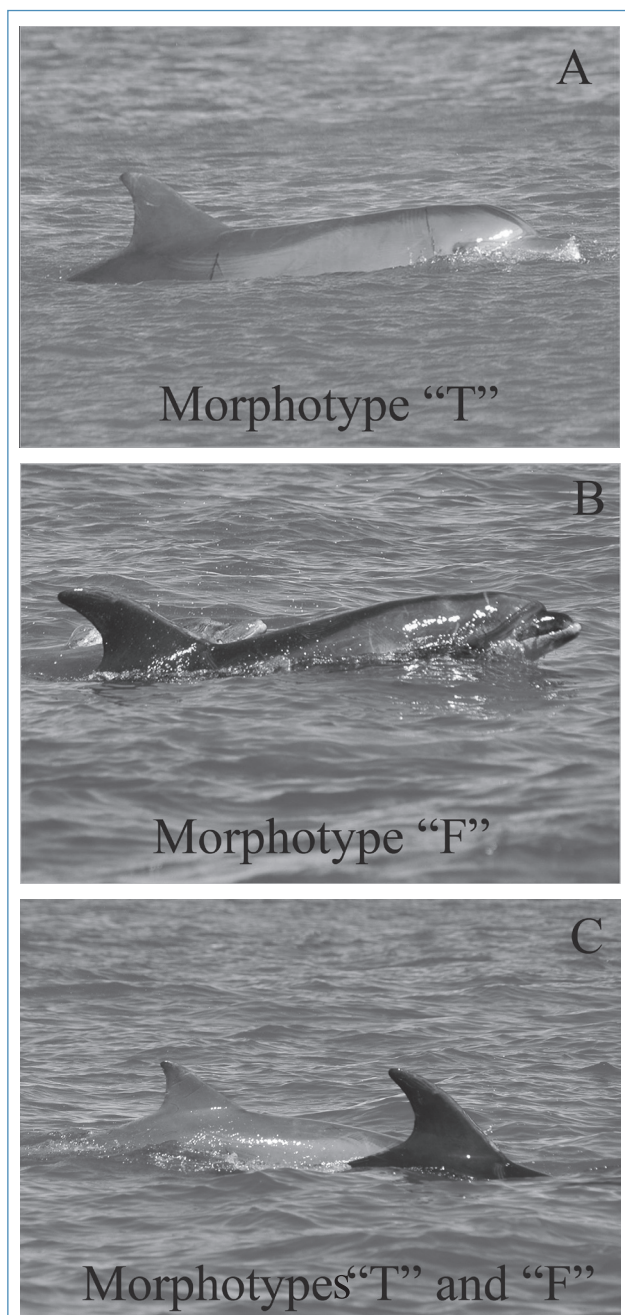 A
Morphotype “T”
B
Morphotype “F”
C
Morphotypes“T” and “F”